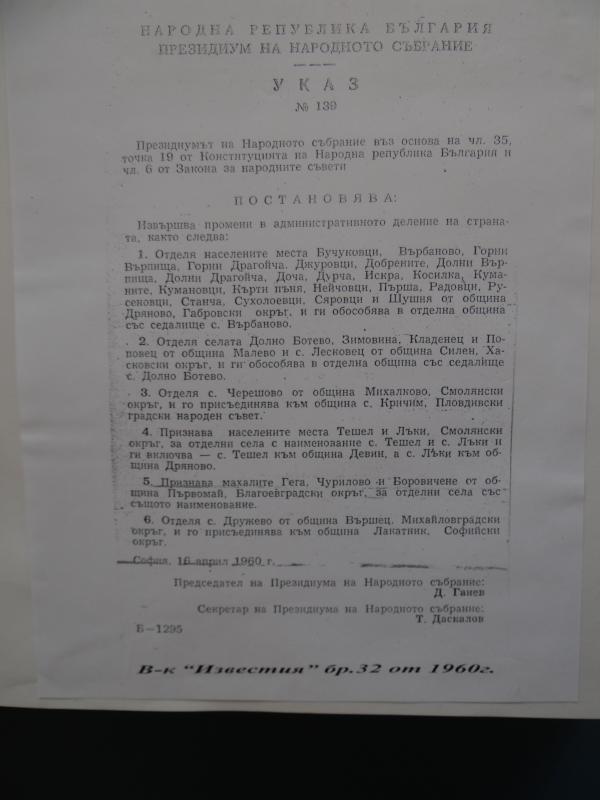 НАРОДНА РЕПУБЛИКА БЪЛГАРИЯ
ПРЕЗИДИУМ НА НАРОДНОТО СЪБРАНИЕ
УКАЗ
№ 139
Президиумът на Народното събрание въз основа на чл. 35,
точка 19 от Конституцията на Народна република България и
чл. 6 от Закона за народните съвети
ПОСТАНОВЯВА:
Извършва промени в административното деление на страна-
та, както следва:
1. Отделя населените места Бучуковци, Върбаново, Горни
Върпища, Горни Драгойча, Джуровци, Добрените, Долни Вър-
пища, Долни Драгойча, Доча, Дурча, Искра, Косилка, Кума-
ните, Кумановци, Кърти пъня, Нейчовци, Пърша, Радовци, Ру-
сеновци, Станча, Сухолоевци, Сяровци и Шушня от община
Дряново, Габровски окръг, и ги обособява в отделна община
със седалище с. Върбаново.
2. Отделя селата Долно Ботево, Зимовина, Кладенец и По-
повец от община Малево и с. Лесковец от община Силен, Ха-
сковски окръг, и ги обособява в отделна община със седалище
с. Долно Ботево.
3. Отделя с. Черешово от община Михалково, Смолянски
окръг, и го присъединява към община с. Кричим, Пловдивски
градски народен съвет.
4. Признава населените места Тешел и Лъки, Смолянски
окръг, за отделни села с наименование с. Тешел и с. Лъки и
ги включва — с. Тешел към община Девин, а с. Лъки към об-
щина Дряново.
5. Признава махалите Гега, Чурилово и Боровичене от об-
щина Първомай, Благоевградски окръг, за отделни села със
същото наименование.
6. Отделя с. Дружево от община Вършец, Михайловградски
окръг, и го присъединява към община Лакатник, Софийски
окръг.
София, 16 април 1960 г.
Председател на Президиума на Народното събрание:
Д. Ганев
Секретар на Президиума на Народното събрание:
Т. Даскалов
Б—1295
В-к "Известия" бр.32 от 1960г.